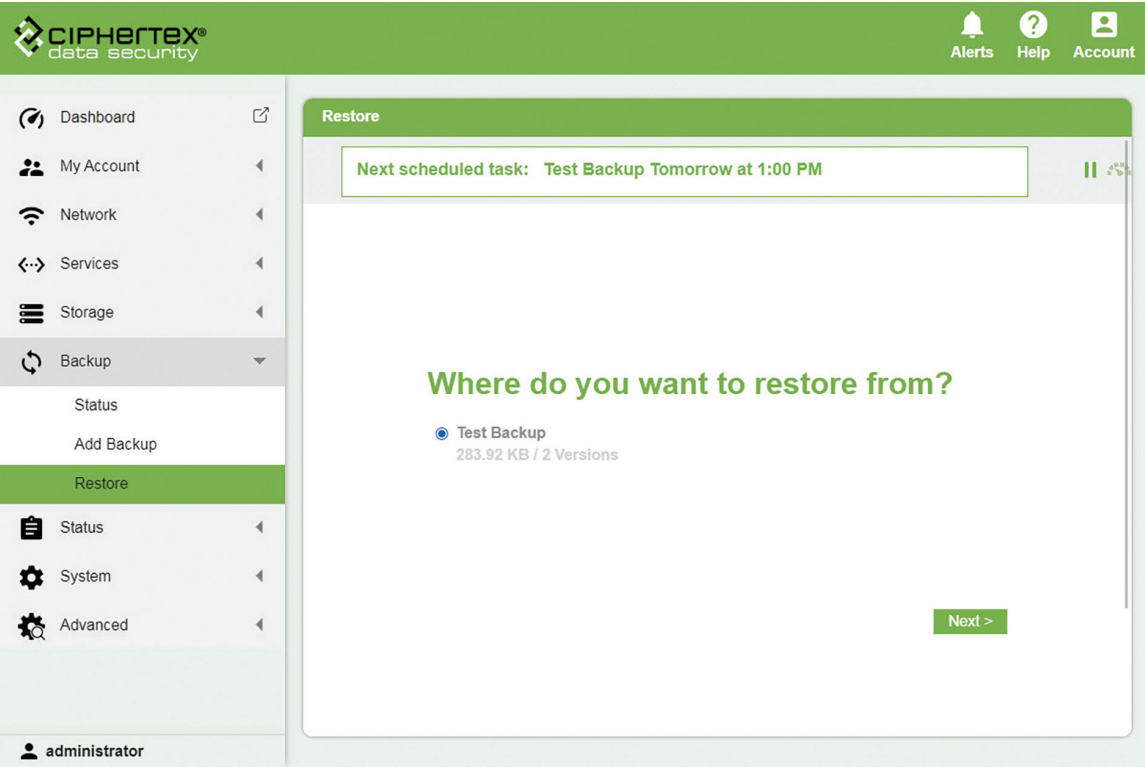 CIPHERTEX®
data security
Alerts
Help
Account
Dashboard
My Account
Network
Services
Storage
Backup
Status
Add Backup
Restore
Status
System
Advanced
administrator
Restore
Next scheduled task: Test Backup Tomorrow at 1:00 PM
Where do you want to restore from?
Test Backup
283.92 KB / 2 Versions
Next >